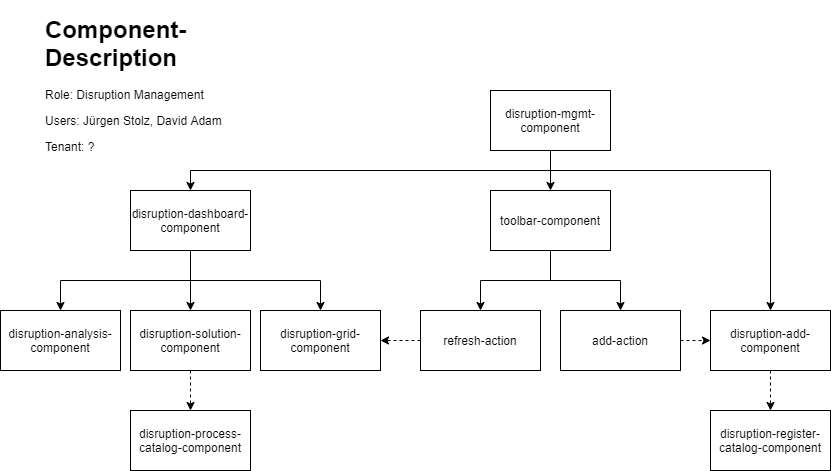 Component-
Description
Role: Disruption Management
Users: Jürgen Stolz, David Adam
Tenant: ?
disruption-mgmt-
component
disruption-dashboard-
component
toolbar-component
disruption-analysis-
component
disruption-solution-
component
disruption-grid-
component
refresh-action
add-action
disruption-add-
component
disruption-process-
catalog-component
disruption-register-
catalog-component